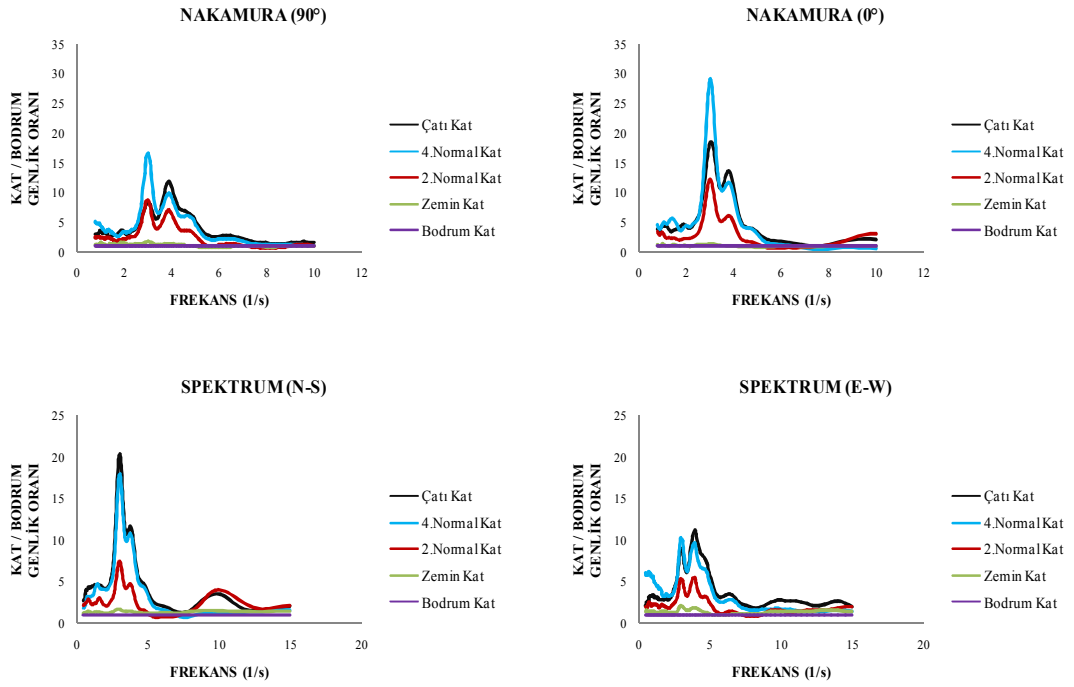 NAKAMURA (90°)
KAT / BODRUM
GENLİK ORANI
35
30
25
20
15
10
5
0
0 2 4 6 8 10 12
FREKANS (1/s)
Çatı Kat
4.Normal Kat
2.Normal Kat
Zemin Kat
Bodrum Kat
NAKAMURA (0°)
KAT / BODRUM
GENLİK ORANI
35
30
25
20
15
10
5
0
0 2 4 6 8 10 12
FREKANS (1/s)
Çatı Kat
4.Normal Kat
2.Normal Kat
Zemin Kat
Bodrum Kat
SPEKTRUM (N-S)
KAT / BODRUM
GENLİK ORANI
25
20
15
10
5
0
0 5 10 15 20
FREKANS (1/s)
Çatı Kat
4.Normal Kat
2.Normal Kat
Zemin Kat
Bodrum Kat
SPEKTRUM (E-W)
KAT / BODRUM
GENLİK ORANI
25
20
15
10
5
0
0 5 10 15 20
FREKANS (1/s)
Çatı Kat
4.Normal Kat
2.Normal Kat
Zemin Kat
Bodrum Kat